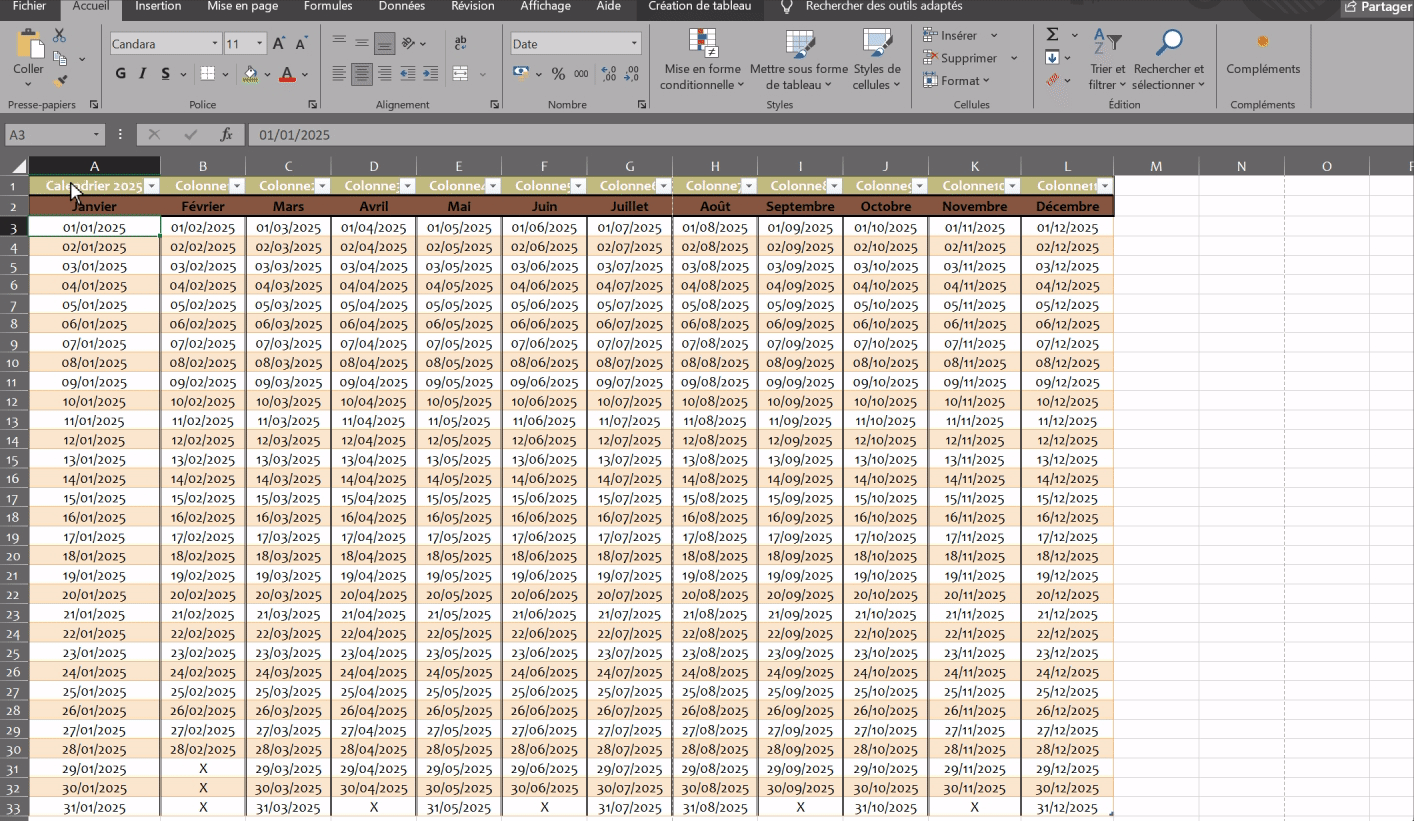 Fichier Accueil Insertion Mise en page Formules Données Révision Affichage Aide Création de tableau Rechercher des outils adaptés Partager
Coller Candara 11 ab Date Mise en forme conditionnelle Mettre sous forme de tableau Styles de cellules Insérer Supprimer Format Trier et filtrer Rechercher et sélectionner Compléments
G I S % 000
Presse-papiers Police Alignement Nombre Styles Cellules Édition Compléments
A3 fx 01/01/2025
A B C D E F G H I J K L M N O
1 Calendrier 2025 Colonne Colonne Colonne Colonne Colonne Colonne Colonne Colonne Colonne Colonne10 Colonne11
2 Janvier Février Mars Avril Mai Juin Juillet Août Septembre Octobre Novembre Décembre
3 01/01/2025 01/02/2025 01/03/2025 01/04/2025 01/05/2025 01/06/2025 01/07/2025 01/08/2025 01/09/2025 01/10/2025 01/11/2025 01/12/2025
4 02/01/2025 02/02/2025 02/03/2025 02/04/2025 02/05/2025 02/06/2025 02/07/2025 02/08/2025 02/09/2025 02/10/2025 02/11/2025 02/12/2025
5 03/01/2025 03/02/2025 03/03/2025 03/04/2025 03/05/2025 03/06/2025 03/07/2025 03/08/2025 03/09/2025 03/10/2025 03/11/2025 03/12/2025
6 04/01/2025 04/02/2025 04/03/2025 04/04/2025 04/05/2025 04/06/2025 04/07/2025 04/08/2025 04/09/2025 04/10/2025 04/11/2025 04/12/2025
7 05/01/2025 05/02/2025 05/03/2025 05/04/2025 05/05/2025 05/06/2025 05/07/2025 05/08/2025 05/09/2025 05/10/2025 05/11/2025 05/12/2025
8 06/01/2025 06/02/2025 06/03/2025 06/04/2025 06/05/2025 06/06/2025 06/07/2025 06/08/2025 06/09/2025 06/10/2025 06/11/2025 06/12/2025
9 07/01/2025 07/02/2025 07/03/2025 07/04/2025 07/05/2025 07/06/2025 07/07/2025 07/08/2025 07/09/2025 07/10/2025 07/11/2025 07/12/2025
10 08/01/2025 08/02/2025 08/03/2025 08/04/2025 08/05/2025 08/06/2025 08/07/2025 08/08/2025 08/09/2025 08/10/2025 08/11/2025 08/12/2025
11 09/01/2025 09/02/2025 09/03/2025 09/04/2025 09/05/2025 09/06/2025 09/07/2025 09/08/2025 09/09/2025 09/10/2025 09/11/2025 09/12/2025
12 10/01/2025 10/02/2025 10/03/2025 10/04/2025 10/05/2025 10/06/2025 10/07/2025 10/08/2025 10/09/2025 10/10/2025 10/11/2025 10/12/2025
13 11/01/2025 11/02/2025 11/03/2025 11/04/2025 11/05/2025 11/06/2025 11/07/2025 11/08/2025 11/09/2025 11/10/2025 11/11/2025 11/12/2025
14 12/01/2025 12/02/2025 12/03/2025 12/04/2025 12/05/2025 12/06/2025 12/07/2025 12/08/2025 12/09/2025 12/10/2025 12/11/2025 12/12/2025
15 13/01/2025 13/02/2025 13/03/2025 13/04/2025 13/05/2025 13/06/2025 13/07/2025 13/08/2025 13/09/2025 13/10/2025 13/11/2025 13/12/2025
16 14/01/2025 14/02/2025 14/03/2025 14/04/2025 14/05/2025 14/06/2025 14/07/2025 14/08/2025 14/09/2025 14/10/2025 14/11/2025 14/12/2025
17 15/01/2025 15/02/2025 15/03/2025 15/04/2025 15/05/2025 15/06/2025 15/07/2025 15/08/2025 15/09/2025 15/10/2025 15/11/2025 15/12/2025
18 16/01/2025 16/02/2025 16/03/2025 16/04/2025 16/05/2025 16/06/2025 16/07/2025 16/08/2025 16/09/2025 16/10/2025 16/11/2025 16/12/2025
19 17/01/2025 17/02/2025 17/03/2025 17/04/2025 17/05/2025 17/06/2025 17/07/2025 17/08/2025 17/09/2025 17/10/2025 17/11/2025 17/12/2025
20 18/01/2025 18/02/2025 18/03/2025 18/04/2025 18/05/2025 18/06/2025 18/07/2025 18/08/2025 18/09/2025 18/10/2025 18/11/2025 18/12/2025
21 19/01/2025 19/02/2025 19/03/2025 19/04/2025 19/05/2025 19/06/2025 19/07/2025 19/08/2025 19/09/2025 19/10/2025 19/11/2025 19/12/2025
22 20/01/2025 20/02/2025 20/03/2025 20/04/2025 20/05/2025 20/06/2025 20/07/2025 20/08/2025 20/09/2025 20/10/2025 20/11/2025 20/12/2025
23 21/01/2025 21/02/2025 21/03/2025 21/04/2025 21/05/2025 21/06/2025 21/07/2025 21/08/2025 21/09/2025 21/10/2025 21/11/2025 21/12/2025
24 22/01/2025 22/02/2025 22/03/2025 22/04/2025 22/05/2025 22/06/2025 22/07/2025 22/08/2025 22/09/2025 22/10/2025 22/11/2025 22/12/2025
25 23/01/2025 23/02/2025 23/03/2025 23/04/2025 23/05/2025 23/06/2025 23/07/2025 23/08/2025 23/09/2025 23/10/2025 23/11/2025 23/12/2025
26 24/01/2025 24/02/2025 24/03/2025 24/04/2025 24/05/2025 24/06/2025 24/07/2025 24/08/2025 24/09/2025 24/10/2025 24/11/2025 24/12/2025
27 25/01/2025 25/02/2025 25/03/2025 25/04/2025 25/05/2025 25/06/2025 25/07/2025 25/08/2025 25/09/2025 25/10/2025 25/11/2025 25/12/2025
28 26/01/2025 26/02/2025 26/03/2025 26/04/2025 26/05/2025 26/06/2025 26/07/2025 26/08/2025 26/09/2025 26/10/2025 26/11/2025 26/12/2025
29 27/01/2025 27/02/2025 27/03/2025 27/04/2025 27/05/2025 27/06/2025 27/07/2025 27/08/2025 27/09/2025 27/10/2025 27/11/2025 27/12/2025
30 28/01/2025 28/02/2025 28/03/2025 28/04/2025 28/05/2025 28/06/2025 28/07/2025 28/08/2025 28/09/2025 28/10/2025 28/11/2025 28/12/2025
31 29/01/2025 X 29/03/2025 29/04/2025 29/05/2025 29/06/2025 29/07/2025 29/08/2025 29/09/2025 29/10/2025 29/11/2025 29/12/2025
32 30/01/2025 X 30/03/2025 30/04/2025 30/05/2025 30/06/2025 30/07/2025 30/08/2025 30/09/2025 30/10/2025 30/11/2025 30/12/2025
33 31/01/2025 X 31/03/2025 X 31/05/2025 X 31/07/2025 31/08/2025 X 31/10/2025 X 31/12/2025